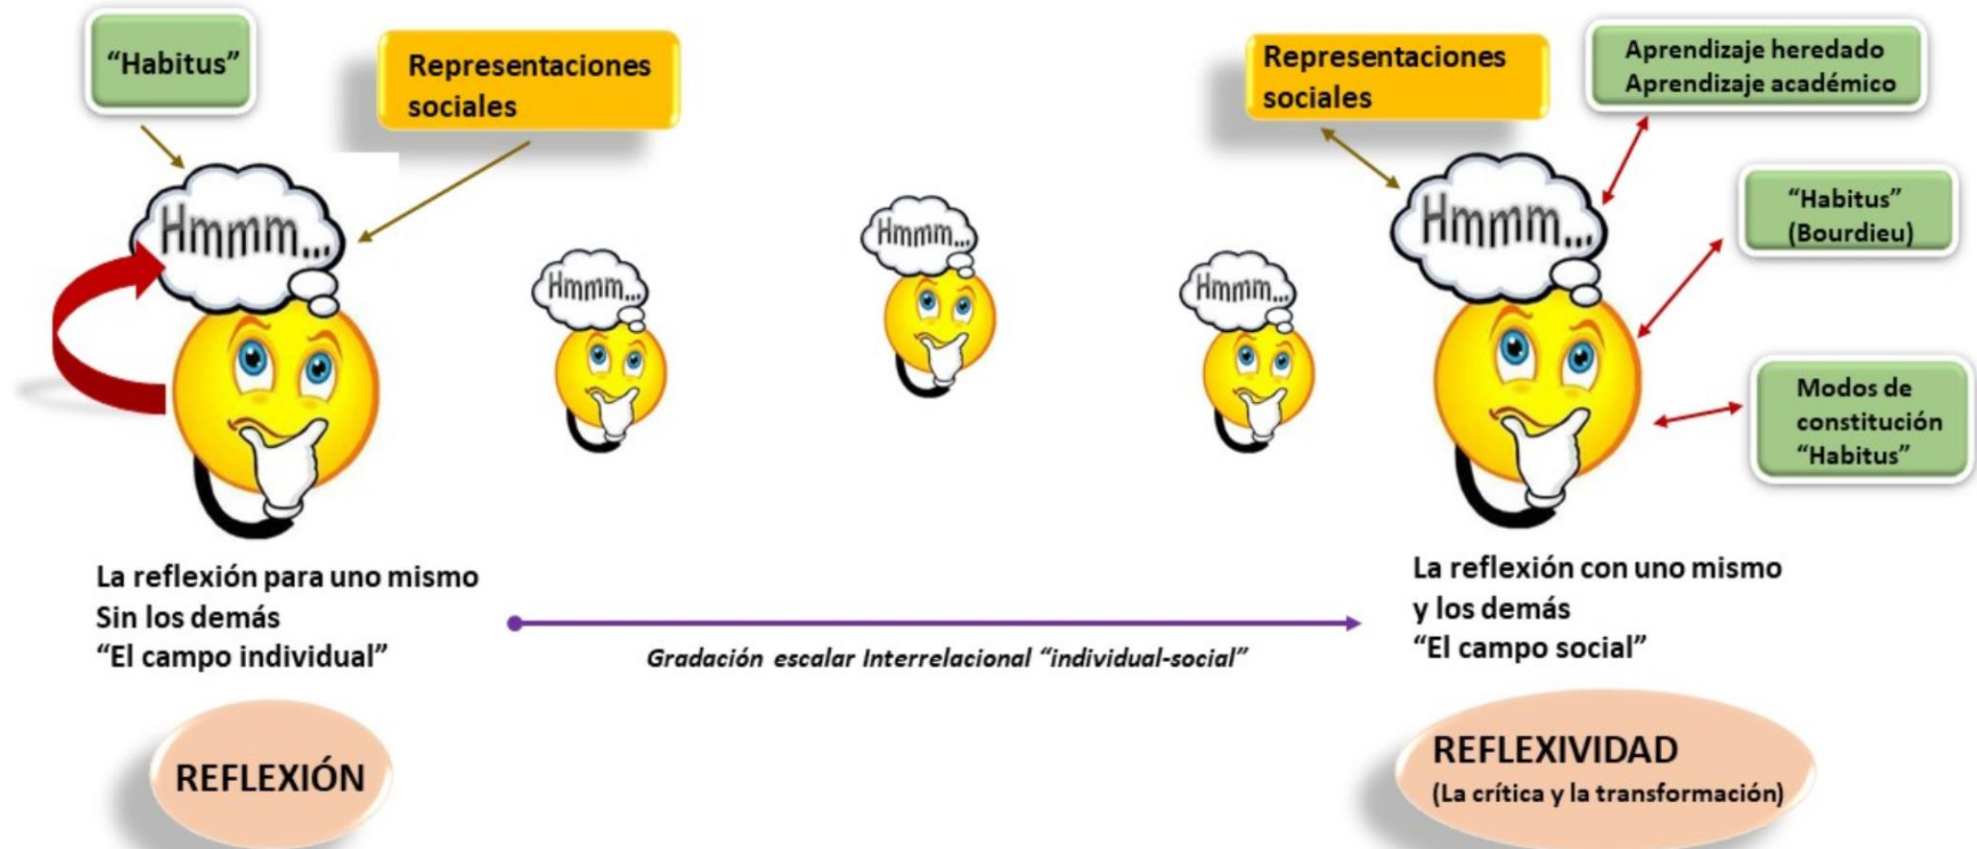 “Habitus”
Representaciones
sociales
Hmmm...
La reflexión para uno mismo
Sin los demás
“El campo individual”
REFLEXIÓN
Hmmm...
Hmmm...
Hmmm...
Gradación escalar Interrelacional “individual-social”
Representaciones
sociales
Aprendizaje heredado
Aprendizaje académico
Hmmm...
“Habitus”
(Bourdieu)
Modos de
constitución
“Habitus”
La reflexión con uno mismo
y los demás
“El campo social”
REFLEXIVIDAD
(La crítica y la transformación)